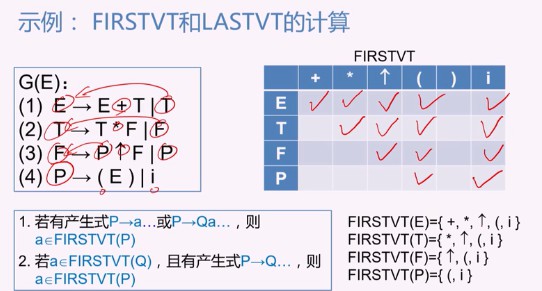 示例： FIRSTVT和LASTVT的计算
G(E):
(1) E→E+T|T
(2) T→T*F|F
(3) F→P↑F|P
(4) P→(E)|i
FIRSTVT
+ * ↑ ( ) i
E ✓ ✓ ✓ ✓ ✓
T ✓ ✓ ✓ ✓
F ✓ ✓ ✓
P ✓ ✓
1. 若有产生式P→a…或P→Qa…，则
a∈FIRSTVT(P)
2. 若a∈FIRSTVT(Q)，且有产生式P→Q…，则
a∈FIRSTVT(P)
FIRSTVT(E)={ +, *, ↑, (, i }
FIRSTVT(T)={ *, ↑, (, i }
FIRSTVT(F)={ ↑, (, i }
FIRSTVT(P)={ (, i }